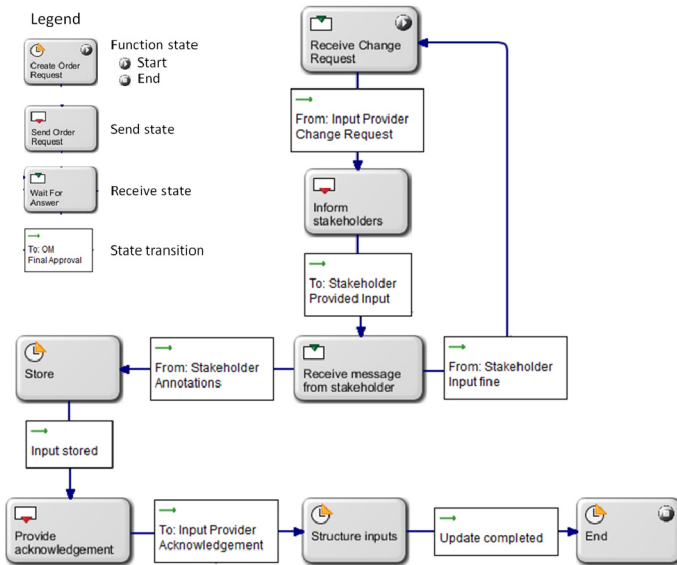 Legend
Create Order
Request
Function state
Start
End
Send Order
Request
Send state
Wait For
Answer
Receive state
To: OM
Final Approval
State transition
Receive Change
Request
From: Input Provider
Change Request
Inform
stakeholders
To: Stakeholder
Provided Input
Receive message
from stakeholder
From: Stakeholder
Input fine
From: Stakeholder
Annotations
Store
Input stored
Provide
acknowledgement
To: Input Provider
Acknowledgement
Structure inputs
Update completed
End